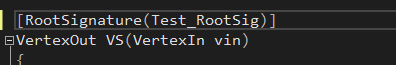 [RootSignature(Test_RootSig)]
VertexOut VS(VertexIn vin)
{